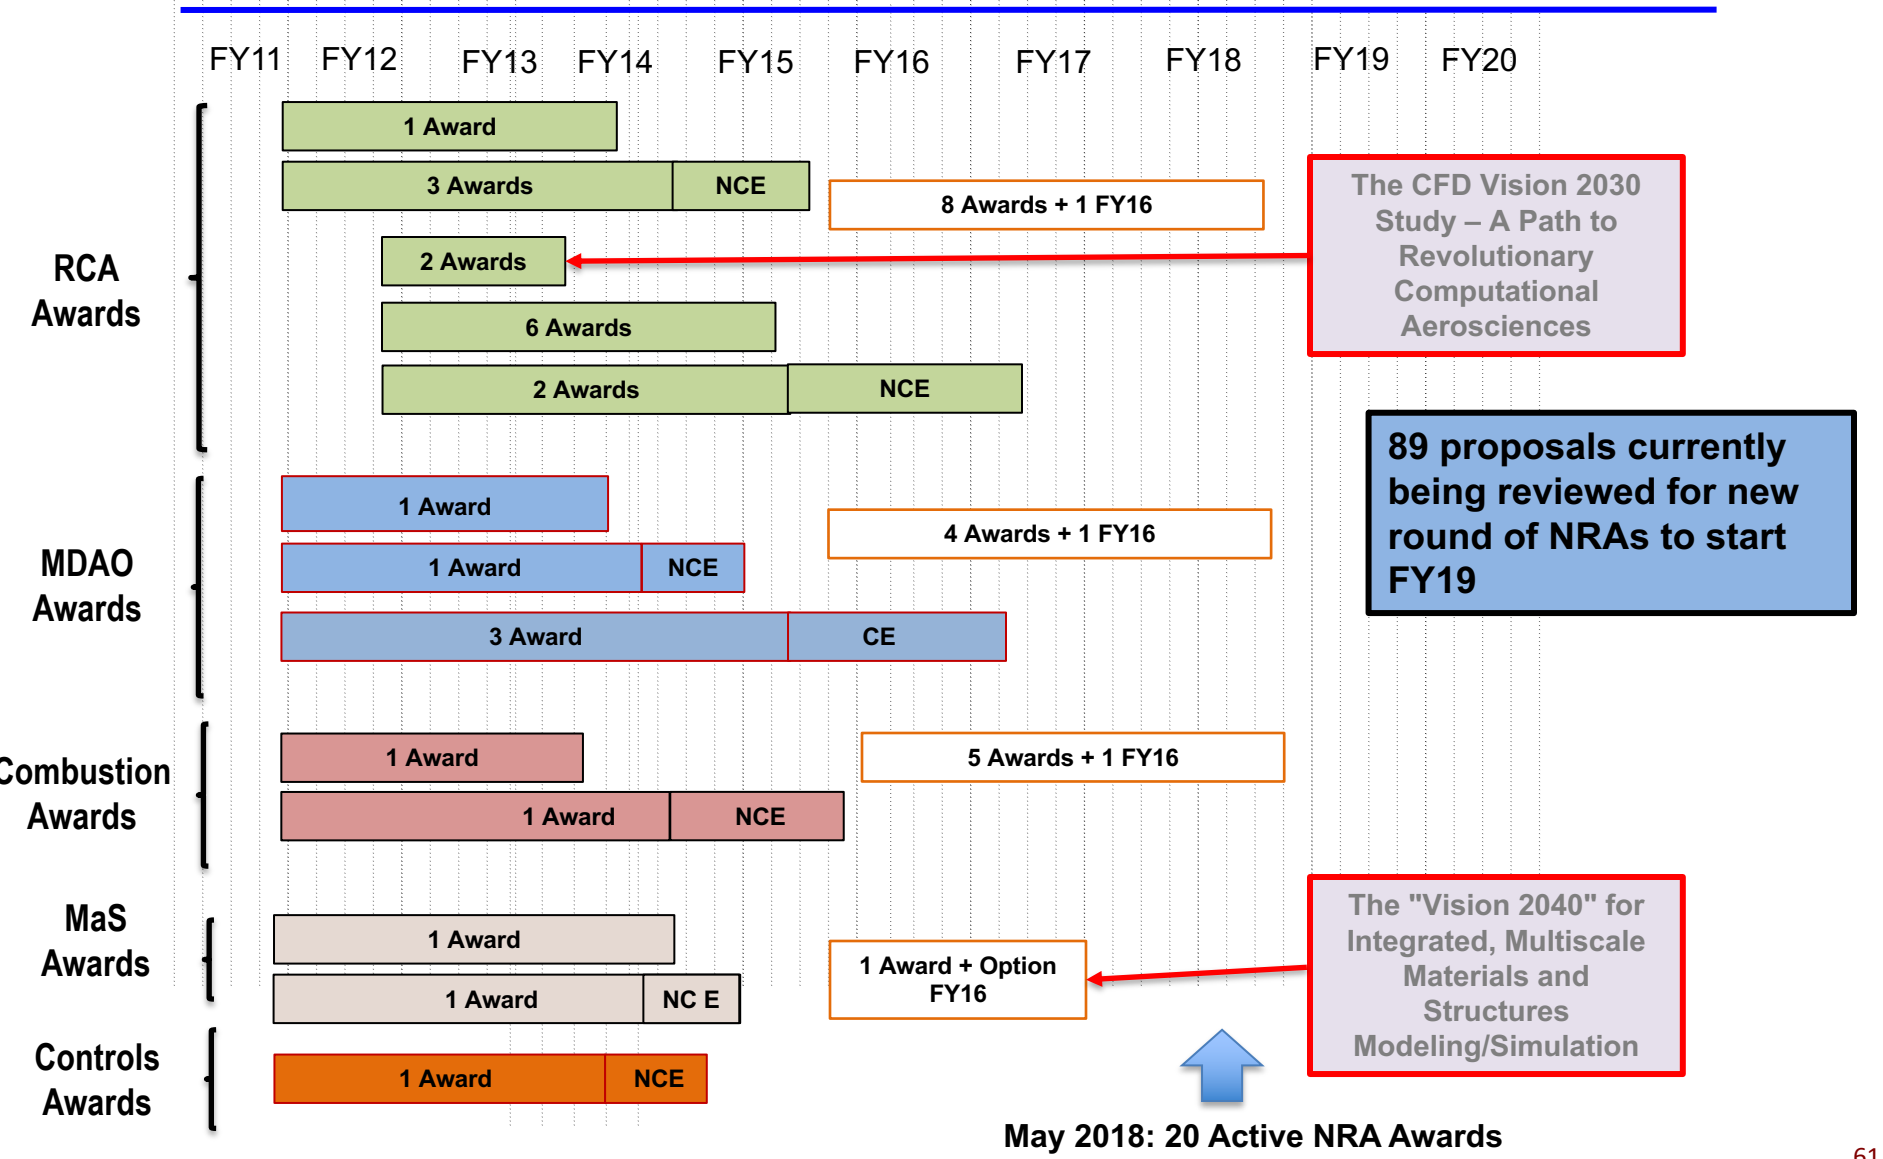 FY11 FY12 FY13 FY14 FY15 FY16 FY17 FY18 FY19 FY20
RCA
Awards
1 Award
3 Awards NCE
8 Awards + 1 FY16
2 Awards
6 Awards
2 Awards NCE
The CFD Vision 2030
Study – A Path to
Revolutionary
Computational
Aerosciences
89 proposals currently
being reviewed for new
round of NRAs to start
FY19
MDAO
Awards
1 Award
4 Awards + 1 FY16
1 Award NCE
3 Award CE
Combustion
Awards
1 Award
5 Awards + 1 FY16
1 Award NCE
MaS
Awards
1 Award
1 Award NC E
1 Award + Option
FY16
The "Vision 2040" for
Integrated, Multiscale
Materials and
Structures
Modeling/Simulation
Controls
Awards
1 Award NCE
May 2018: 20 Active NRA Awards
61